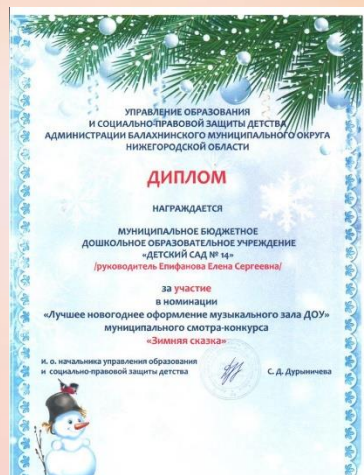 УПРАВЛЕНИЕ ОБРАЗОВАНИЯ
И СОЦИАЛЬНО-ПРАВОВОЙ ЗАЩИТЫ ДЕТСТВА
АДМИНИСТРАЦИИ БАЛАХНИНСКОГО МУНИЦИПАЛЬНОГО ОКРУГА
НИЖЕГОРОДСКОЙ ОБЛАСТИ
ДИПЛОМ
НАГРАЖДАЕТСЯ
МУНИЦИПАЛЬНОЕ БЮДЖЕТНОЕ
ДОШКОЛЬНОЕ ОБРАЗОВАТЕЛЬНОЕ УЧРЕЖДЕНИЕ
«ДЕТСКИЙ САД № 14»
/руководитель Епифанова Елена Сергеевна/
за участие
в номинации
«Лучшее новогоднее оформление музыкального зала ДОУ»
муниципального смотра-конкурса
«Зимняя сказка»
и. о. начальника управления образования
и социально-правовой защиты детства С. Д. Дурыничева